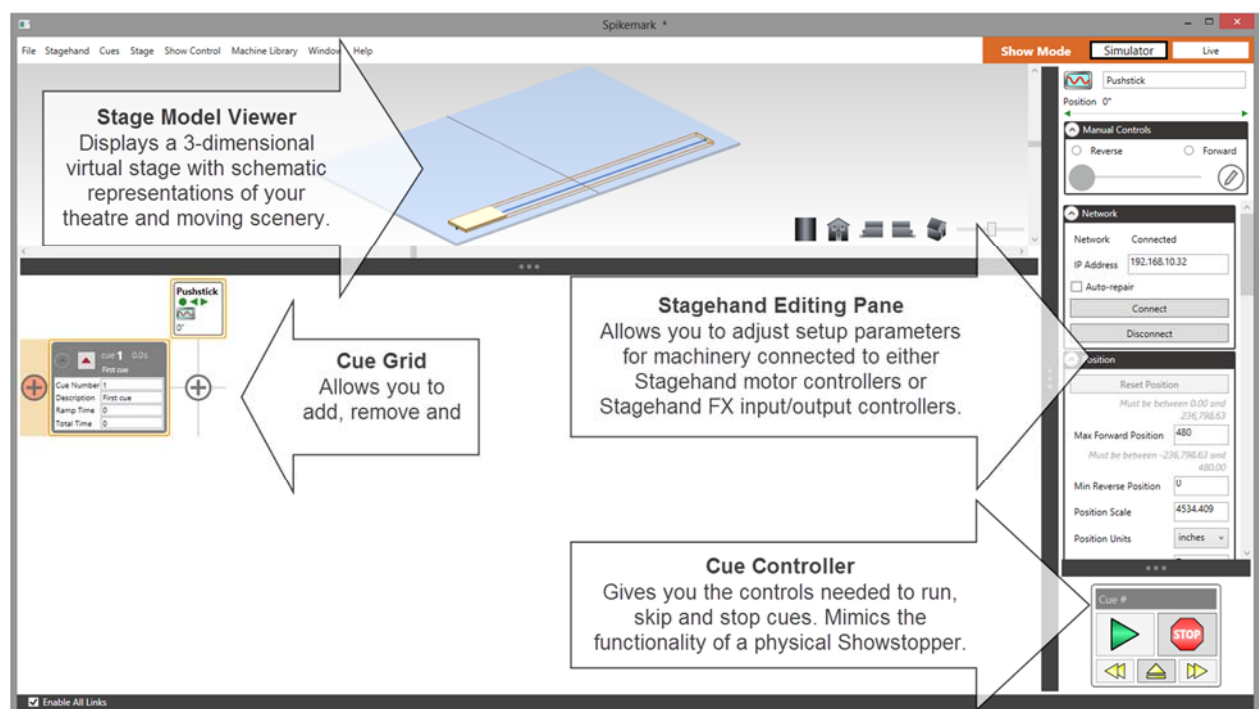 Spikemark *
File Stagehand Cues Stage Show Control Machine Library Window Help
Show Mode Simulator Live
Stage Model Viewer
Displays a 3-dimensional
virtual stage with schematic
representations of your
theatre and moving scenery.
Pushstick
Position 0"
Manual Controls
Reverse Forward
Network
Network Connected
IP Address 192.168.10.32
Auto-repair
Connect
Disconnect
Position
Reset Position
Must be between 0.00 and
236,798.63
Max Forward Position 480
Must be between -236,798.63 and
480.00
Min Reverse Position 0
Position Scale 4534.409
Position Units inches
Stagehand Editing Pane
Allows you to adjust setup parameters
for machinery connected to either
Stagehand motor controllers or
Stagehand FX input/output controllers.
Pushstick
0"
cue 1 0.0s
First cue
Cue Number 1
Description First cue
Ramp Time 0
Total Time 0
Cue Grid
Allows you to
add, remove and
Cue Controller
Gives you the controls needed to run,
skip and stop cues. Mimics the
functionality of a physical Showstopper.
Cue #
STOP
Enable All Links